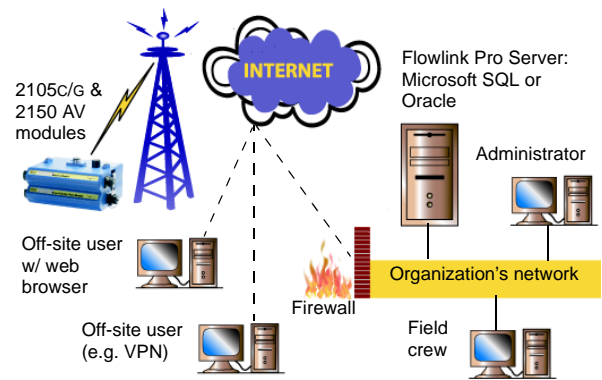 2105C/G &
2150 AV
modules
INTERNET
Flowlink Pro Server:
Microsoft SQL or
Oracle
Administrator
Off-site user
w/ web
browser
Off-site user
(e.g. VPN)
Firewall
Organization's network
Field
crew